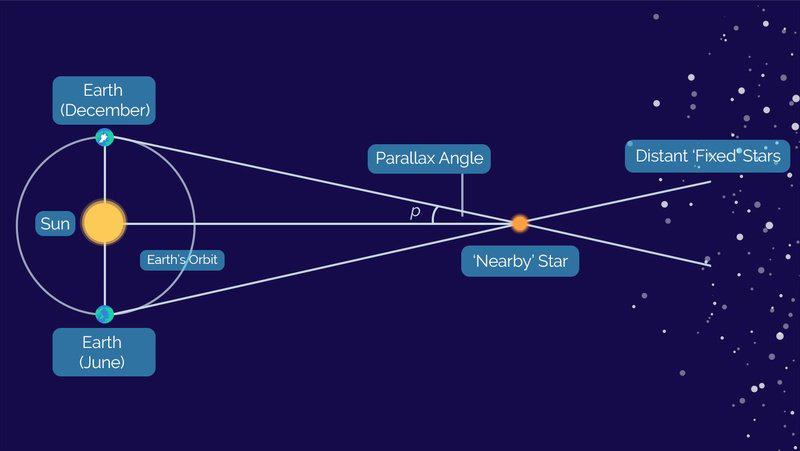 Earth
(December)
Parallax Angle
Distant ‘Fixed’ Stars
p
Sun
Earth’s Orbit
‘Nearby’ Star
Earth
(June)